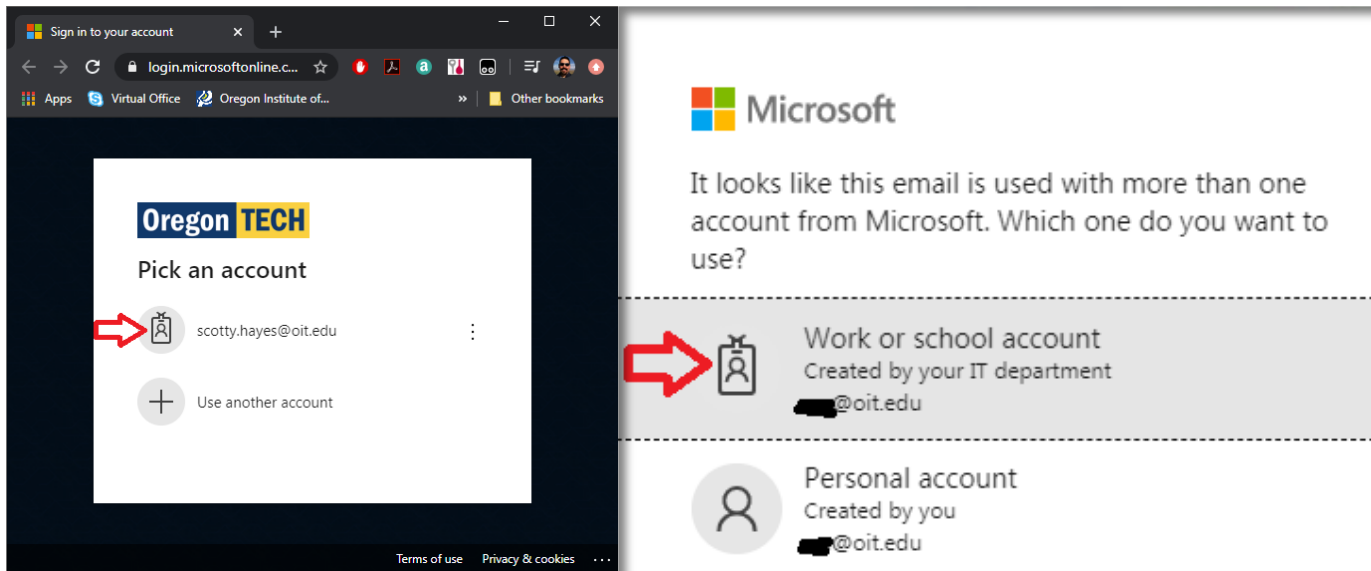 Sign in to your account
login.microsoftonline.c...
Apps
Virtual Office
Oregon Institute of...
»
Other bookmarks
Oregon TECH
Pick an account
scotty.hayes@oit.edu
Use another account
Terms of use
Privacy & cookies
...
Microsoft
It looks like this email is used with more than one
account from Microsoft. Which one do you want to
use?
Work or school account
Created by your IT department
@oit.edu
Personal account
Created by you
@oit.edu